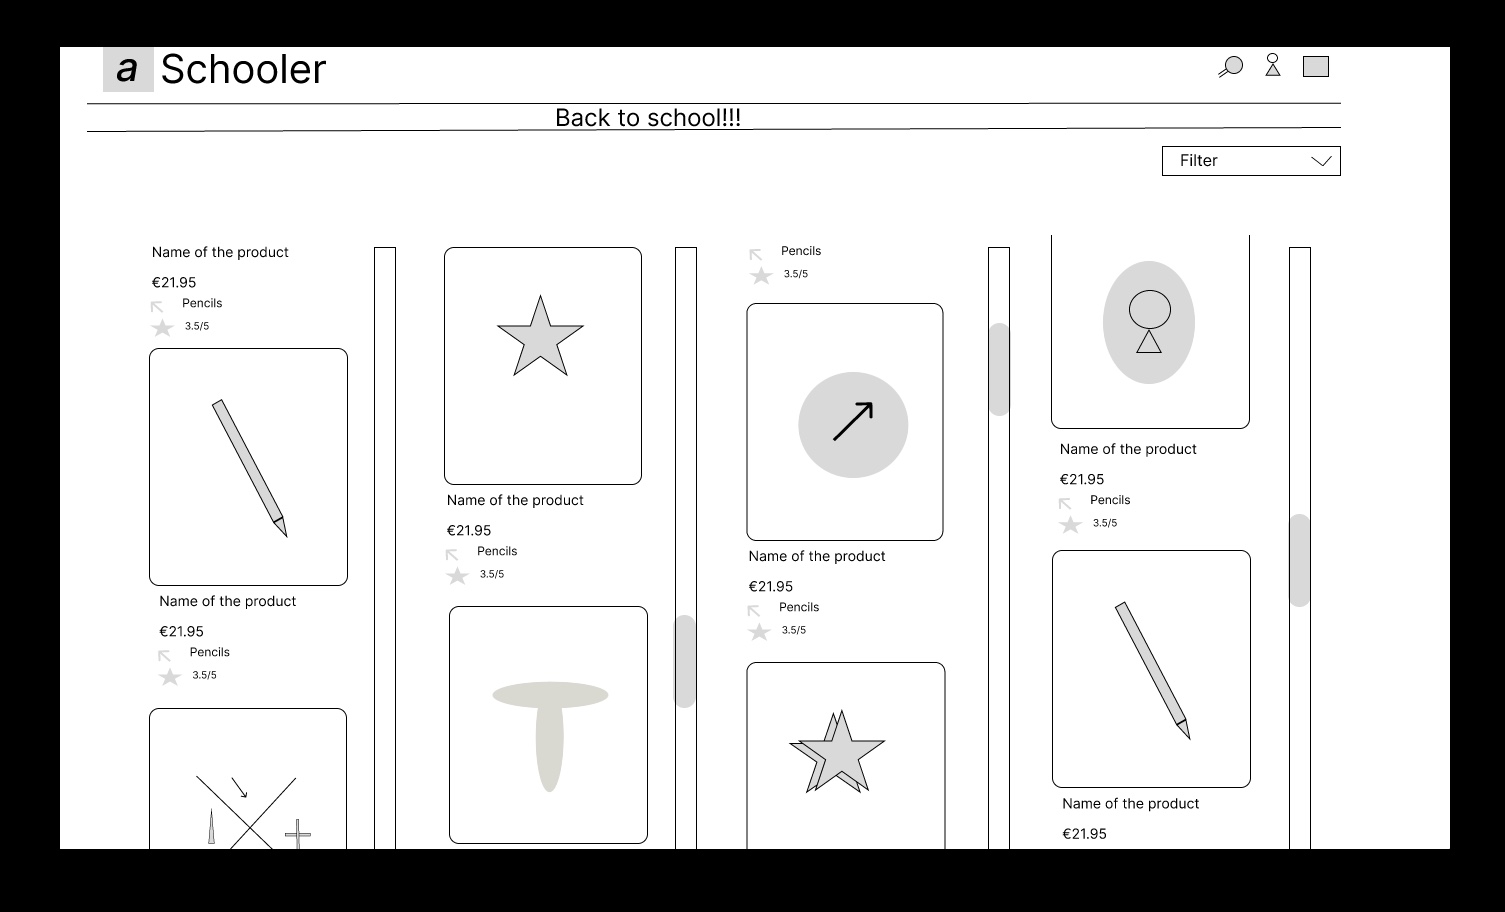 a Schooler
Back to school!!!
Filter
Name of the product
€21.95
Pencils
3.5/5
Name of the product
€21.95
Pencils
3.5/5
Name of the product
€21.95
Pencils
3.5/5
Pencils
3.5/5
Name of the product
€21.95
Pencils
3.5/5
Name of the product
€21.95
Pencils
3.5/5
Name of the product
€21.95